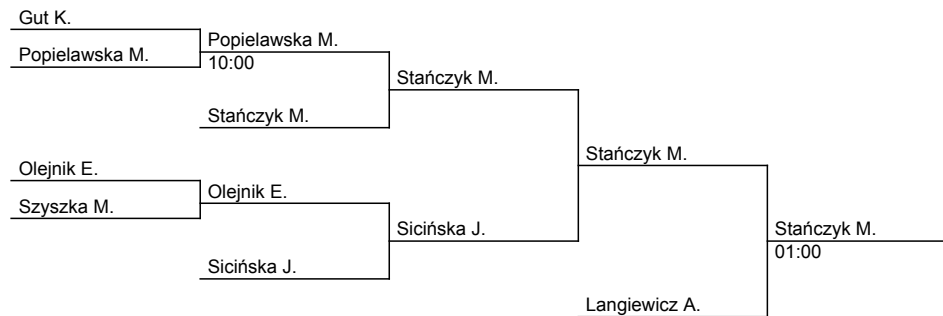 Gut K.
Popielawska M.
Popielawska M.
10:00
Stańczyk M.
Stańczyk M.
Olejnik E.
Szyszka M.
Olejnik E.
Sicińska J.
Sicińska J.
Stańczyk M.
Langiewicz A.
Stańczyk M.
01:00